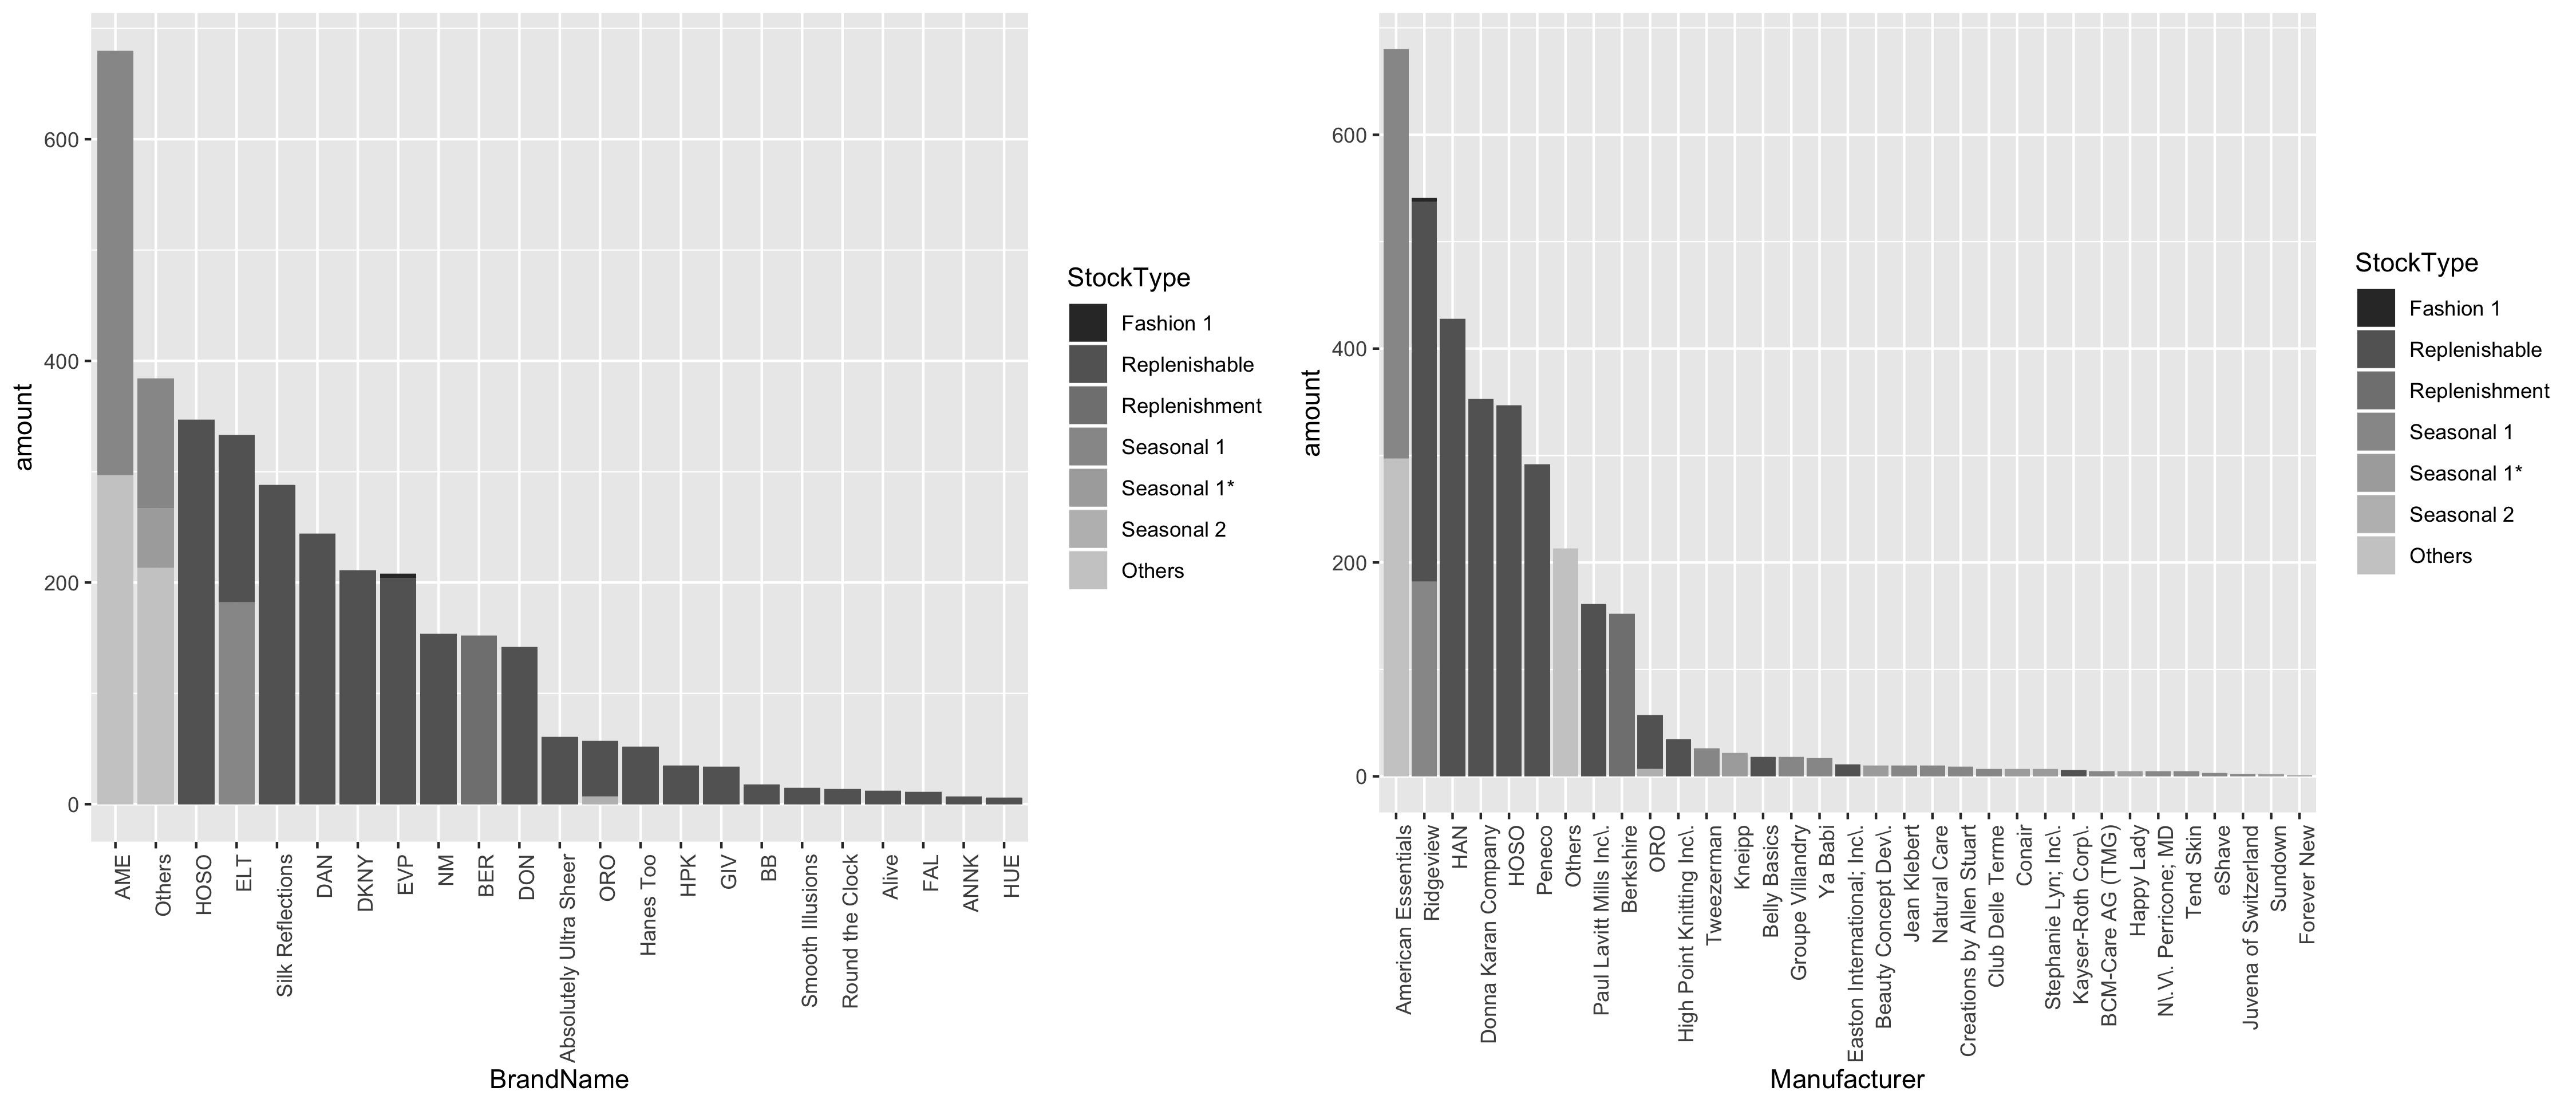 600
400
200
0
amount
AME
Others
HOSO
ELT
Silk Reflections
DAN
DKNY
EVP
NM
BER
DON
Absolutely Ultra Sheer
ORO
Hanes Too
HPK
GIV
BB
Smooth Illusions
Round the Clock
Alive
FAL
ANNK
HUE
BrandName
StockType
Fashion 1
Replenishable
Replenishment
Seasonal 1
Seasonal 1*
Seasonal 2
Others
600
400
200
0
amount
American Essentials
Ridgeview
HAN
Donna Karan Company
HOSO
Peneco
Others
Paul Lavitt Mills Inc\.
Berkshire
ORO
High Point Knitting Inc\.
Tweezerman
Kneipp
Belly Basics
Groupe Villandry
Ya Babi
Easton International; Inc\.
Beauty Concept Dev\.
Jean Klebert
Natural Care
Creations by Allen Stuart
Club Delle Terme
Conair
Stephanie Lyn; Inc\.
Kayser-Roth Corp\.
BCM-Care AG (TMG)
Happy Lady
N\.V\. Perricone; MD
Tend Skin
eShave
Juvena of Switzerland
Sundown
Forever New
Manufacturer
StockType
Fashion 1
Replenishable
Replenishment
Seasonal 1
Seasonal 1*
Seasonal 2
Others